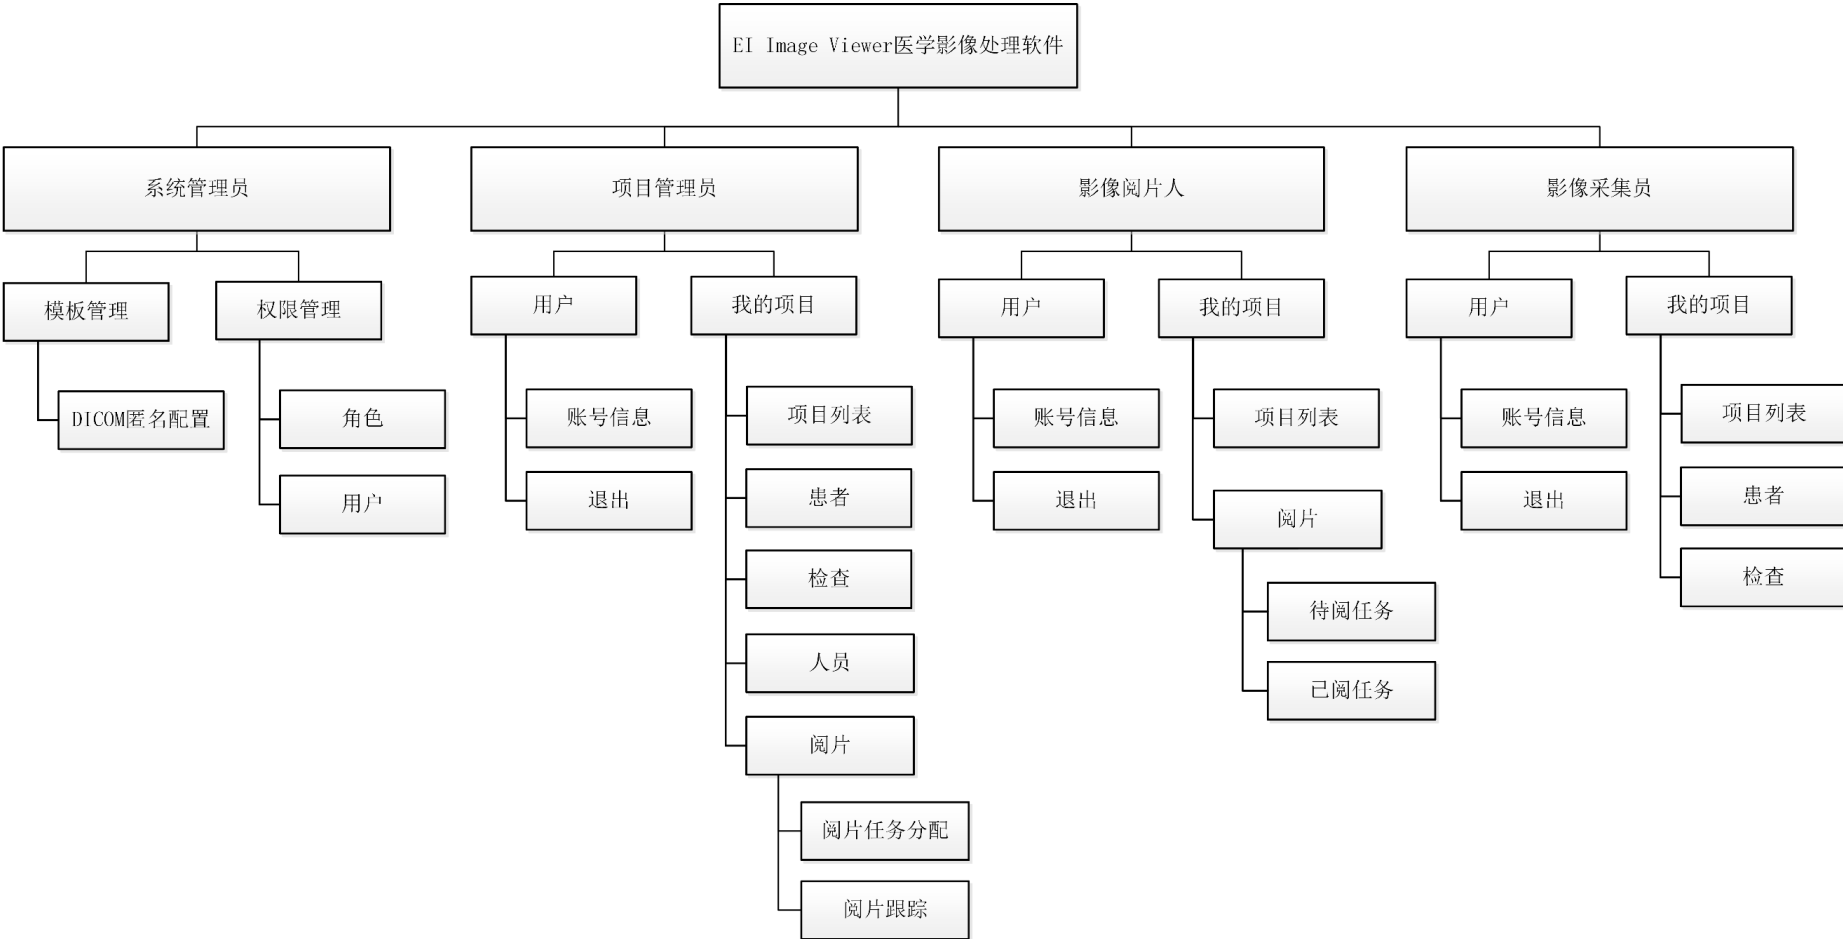 EI Image Viewer医学影像处理软件
系统管理员
项目管理员
影像阅片人
影像采集员
模板管理
权限管理
用户
我的项目
用户
我的项目
用户
我的项目
DICOM匿名配置
角色
用户
账号信息
退出
项目列表
患者
检查
人员
阅片
阅片任务分配
阅片跟踪
账号信息
退出
项目列表
阅片
待阅任务
已阅任务
账号信息
退出
项目列表
患者
检查